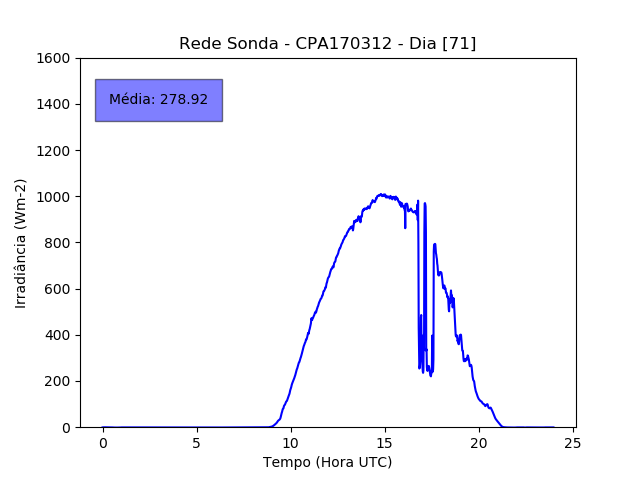 Rede Sonda - CPA170312 - Dia [71]
1600
1400
1200
1000
800
600
400
200
0
Irradiância (Wm-2)
Média: 278.92
0 5 10 15 20 25
Tempo (Hora UTC)